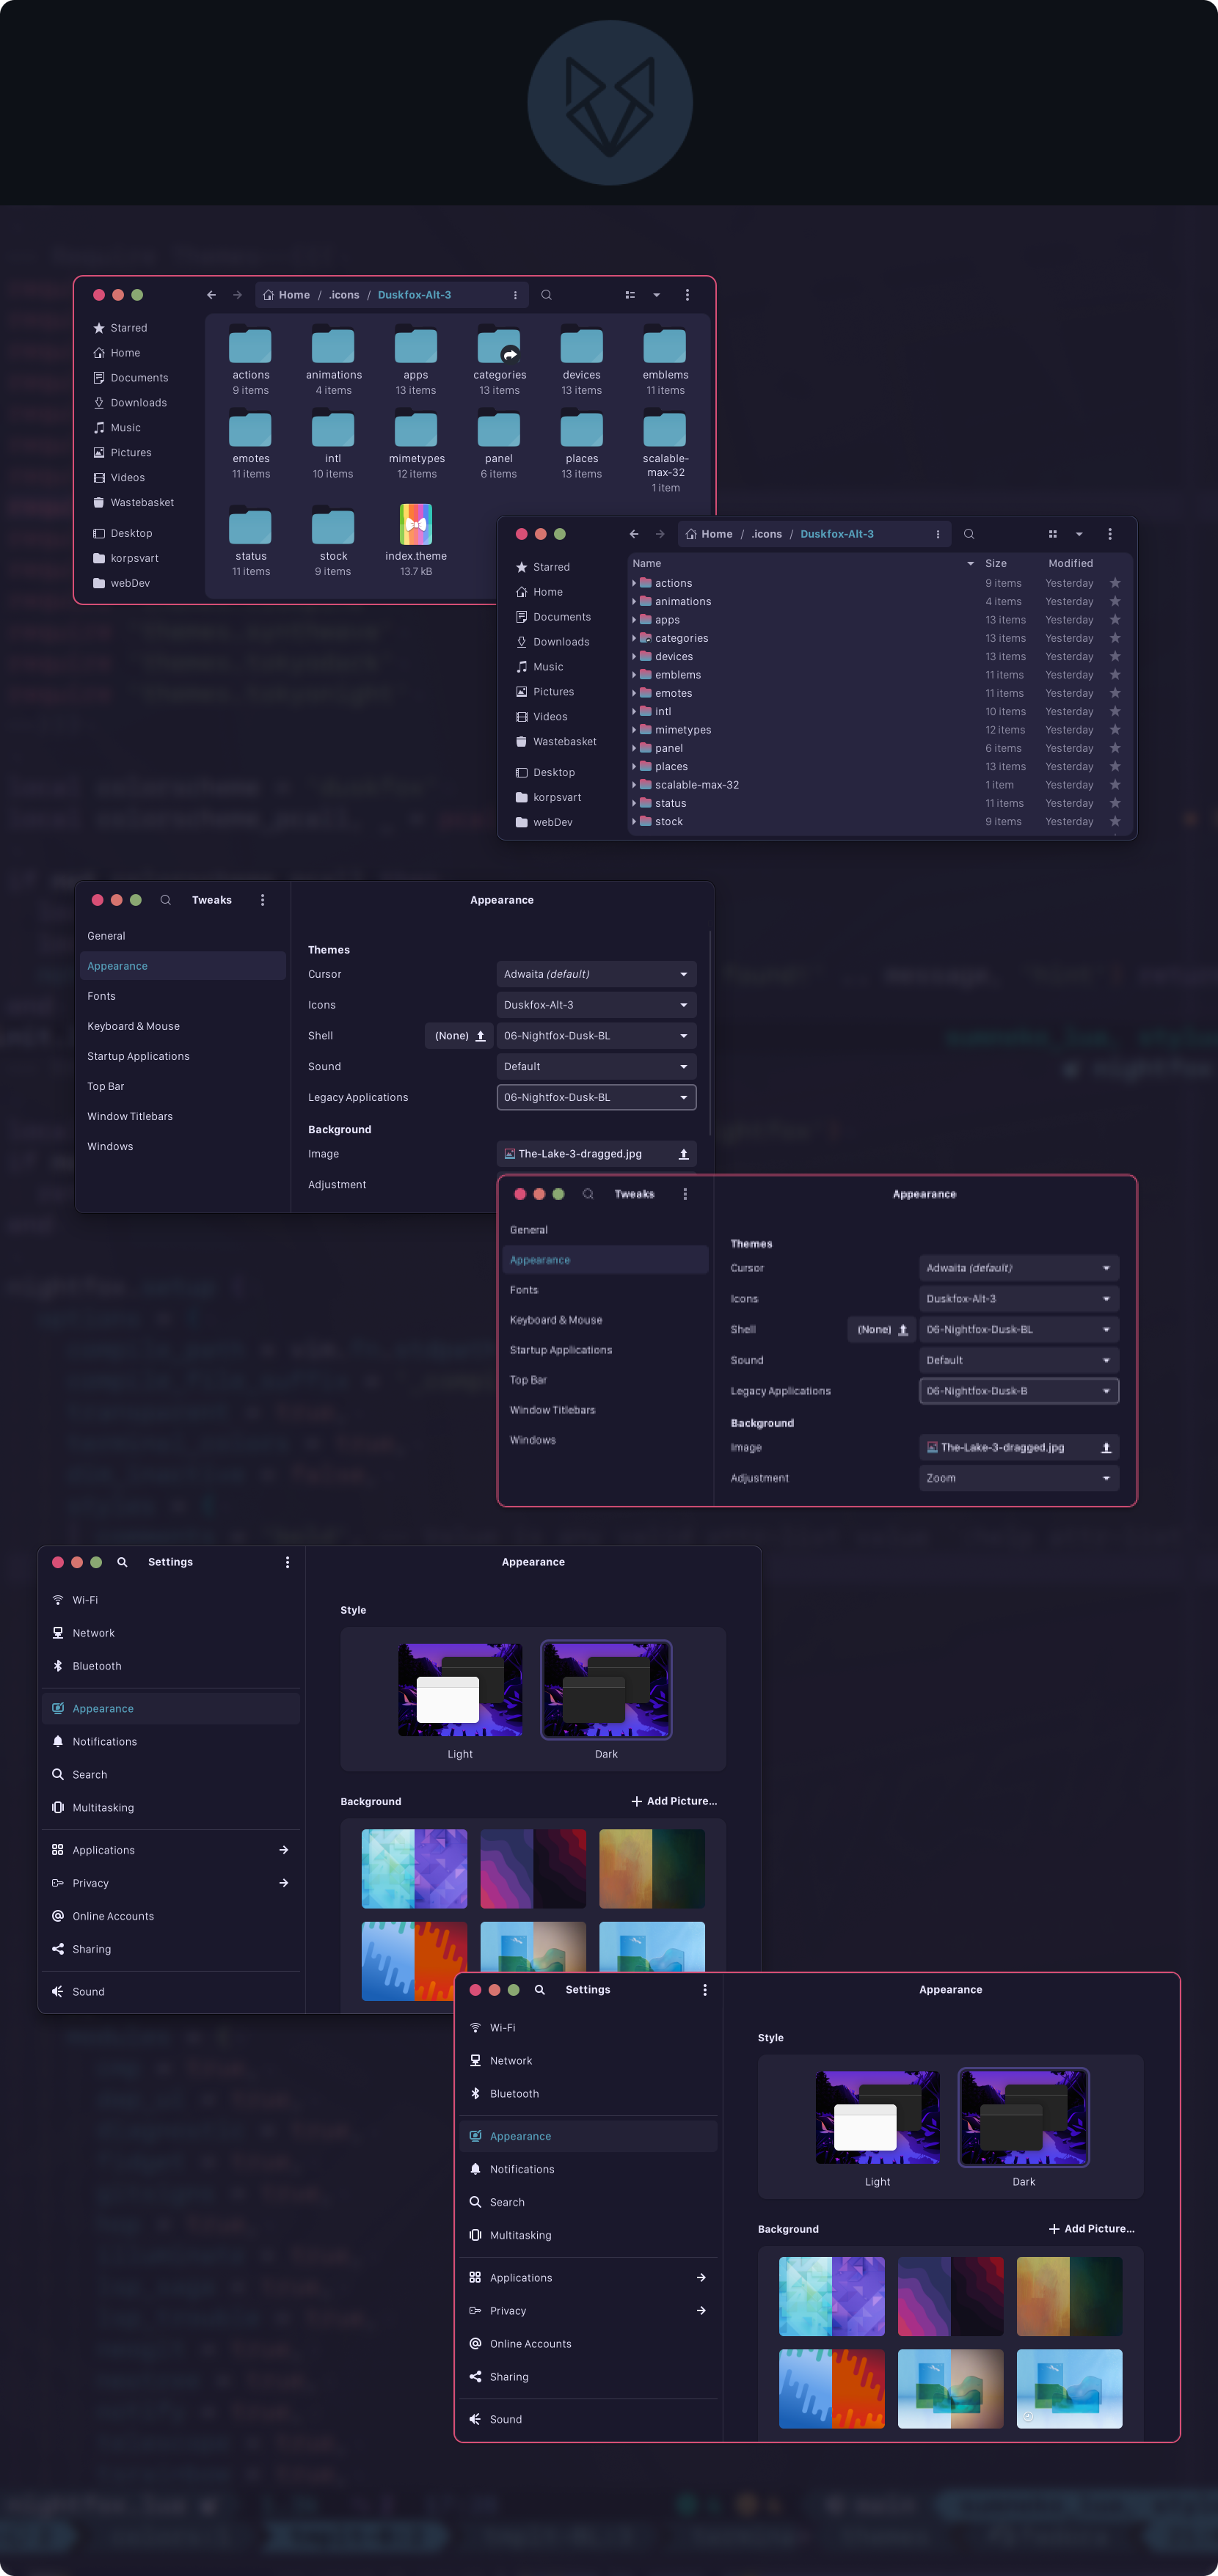 Home / .icons / Duskfox-Alt-3
Starred
Home
Documents
Downloads
Music
Pictures
Videos
Wastebasket
Desktop
korpsvart
webDev
actions animations apps categories devices emblems
9 items 4 items 13 items 13 items 13 items 11 items
emotes intl mimetypes panel places scalable-
max-32
11 items 10 items 12 items 6 items 13 items 1 item
status stock index.theme
11 items 9 items 13.7 kB
Home / .icons / Duskfox-Alt-3
Starred
Home
Documents
Downloads
Music
Pictures
Videos
Wastebasket
Desktop
korpsvart
webDev
Name Size Modified
actions 9 items Yesterday
animations 4 items Yesterday
apps 13 items Yesterday
categories 13 items Yesterday
devices 13 items Yesterday
emblems 11 items Yesterday
emotes 11 items Yesterday
intl 10 items Yesterday
mimetypes 12 items Yesterday
panel 6 items Yesterday
places 13 items Yesterday
scalable-max-32 1 item Yesterday
status 11 items Yesterday
stock 9 items Yesterday
Tweaks
General
Appearance
Fonts
Keyboard & Mouse
Startup Applications
Top Bar
Window Titlebars
Windows
Appearance
Themes
Cursor Adwaita (default)
Icons Duskfox-Alt-3
Shell (None) 06-Nightfox-Dusk-BL
Sound Default
Legacy Applications 06-Nightfox-Dusk-BL
Background
Image The-Lake-3-dragged.jpg
Adjustment
Tweaks
General
Appearance
Fonts
Keyboard & Mouse
Startup Applications
Top Bar
Window Titlebars
Windows
Appearance
Themes
Cursor Adwaita (default)
Icons Duskfox-Alt-3
Shell (None) 06-Nightfox-Dusk-BL
Sound Default
Legacy Applications 06-Nightfox-Dusk-B
Background
Image The-Lake-3-dragged.jpg
Adjustment Zoom
Settings
Wi-Fi
Network
Bluetooth
Appearance
Notifications
Search
Multitasking
Applications
Privacy
Online Accounts
Sharing
Sound
Appearance
Style
Light Dark
Background Add Picture...
Settings
Wi-Fi
Network
Bluetooth
Appearance
Notifications
Search
Multitasking
Applications
Privacy
Online Accounts
Sharing
Sound
Appearance
Style
Light Dark
Background Add Picture...